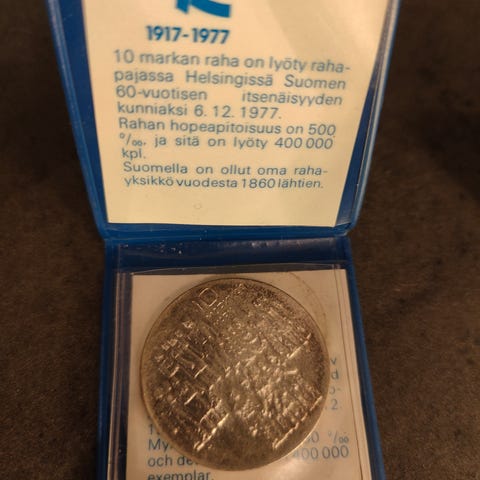 1917-1977
10 markan raha on lyöty raha-
pajassa Helsingissä Suomen
60-vuotisen itsenäisyyden
kunniaksi 6.12.1977.
Rahan hopeapitoisuus on 500
‰, ja sitä on lyöty 400 000
kpl.
Suomella on ollut oma raha-
yksikkö vuodesta 1860 lähtien.
‰
och de 400 000
exemplar.